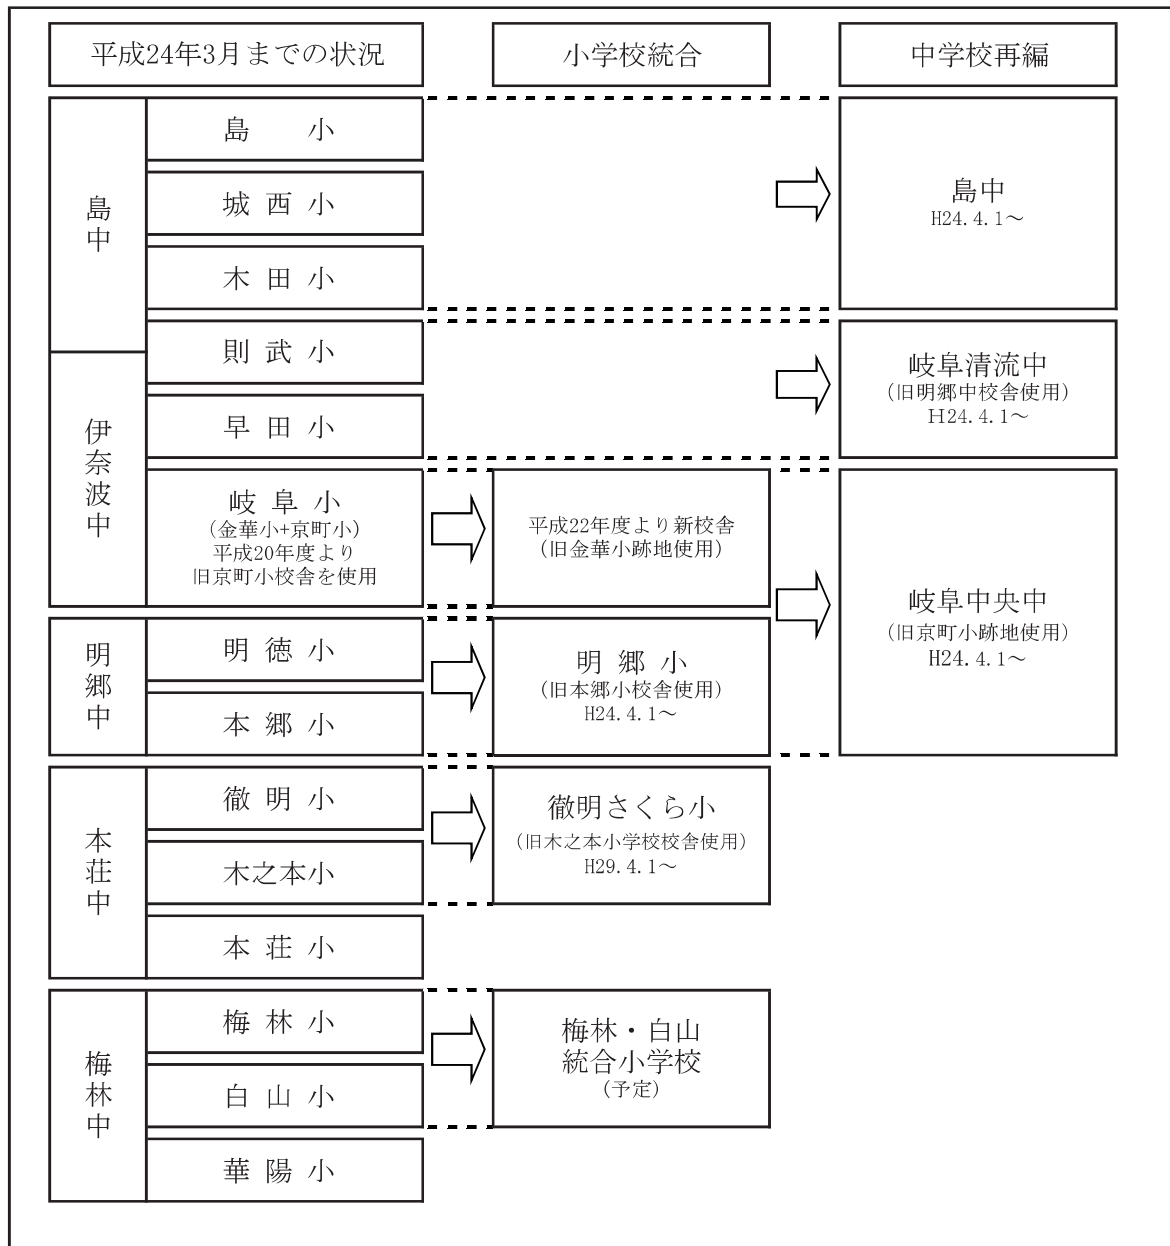 平成24年3月までの状況
小学校統合
中学校再編
島中
島 小
城 西 小
木 田 小
島中
H24.4.1～
則 武 小
岐阜清流中
(旧明郷中校舎使用)
H24.4.1～
伊奈波中
早 田 小
岐 阜 小
(金華小+京町小)
平成20年度より
旧京町小校舎を使用
平成22年度より新校舎
(旧金華小跡地使用)
岐阜中央中
(旧京町小跡地使用)
H24.4.1～
明郷中
明 徳 小
本 郷 小
明 郷 小
(旧本郷小校舎使用)
H24.4.1～
本荘中
徹 明 小
木之本小
本 荘 小
徹明さくら小
(旧木之本小学校校舎使用)
H29.4.1～
梅林中
梅 林 小
白 山 小
華 陽 小
梅林・白山
統合小学校
(予定)